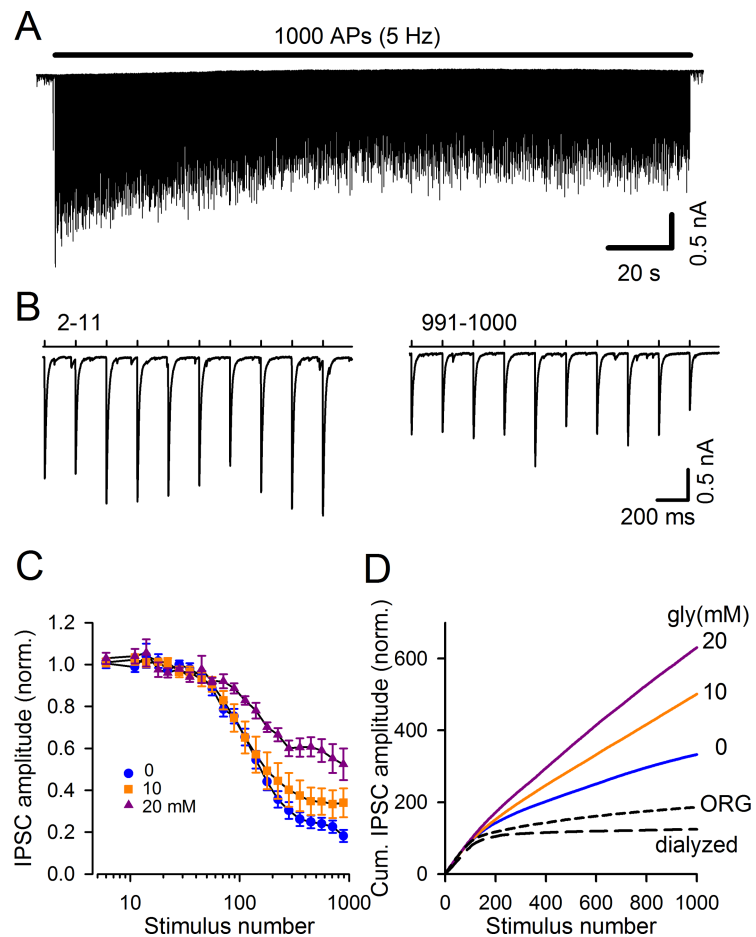 A
1000 APs (5 Hz)
0.5 nA
20 s
B
2-11
991-1000
0.5 nA
200 ms
C
IPSC amplitude (norm.)
1.2
1.0
0.8
0.6
0.4
0.2
0.0
0
10
20 mM
10
100
1000
Stimulus number
D
Cum. IPSC amplitude (norm.)
600
400
200
0
gly(mM)
20
10
0
ORG
dialyzed
0
200
400
600
800
1000
Stimulus number